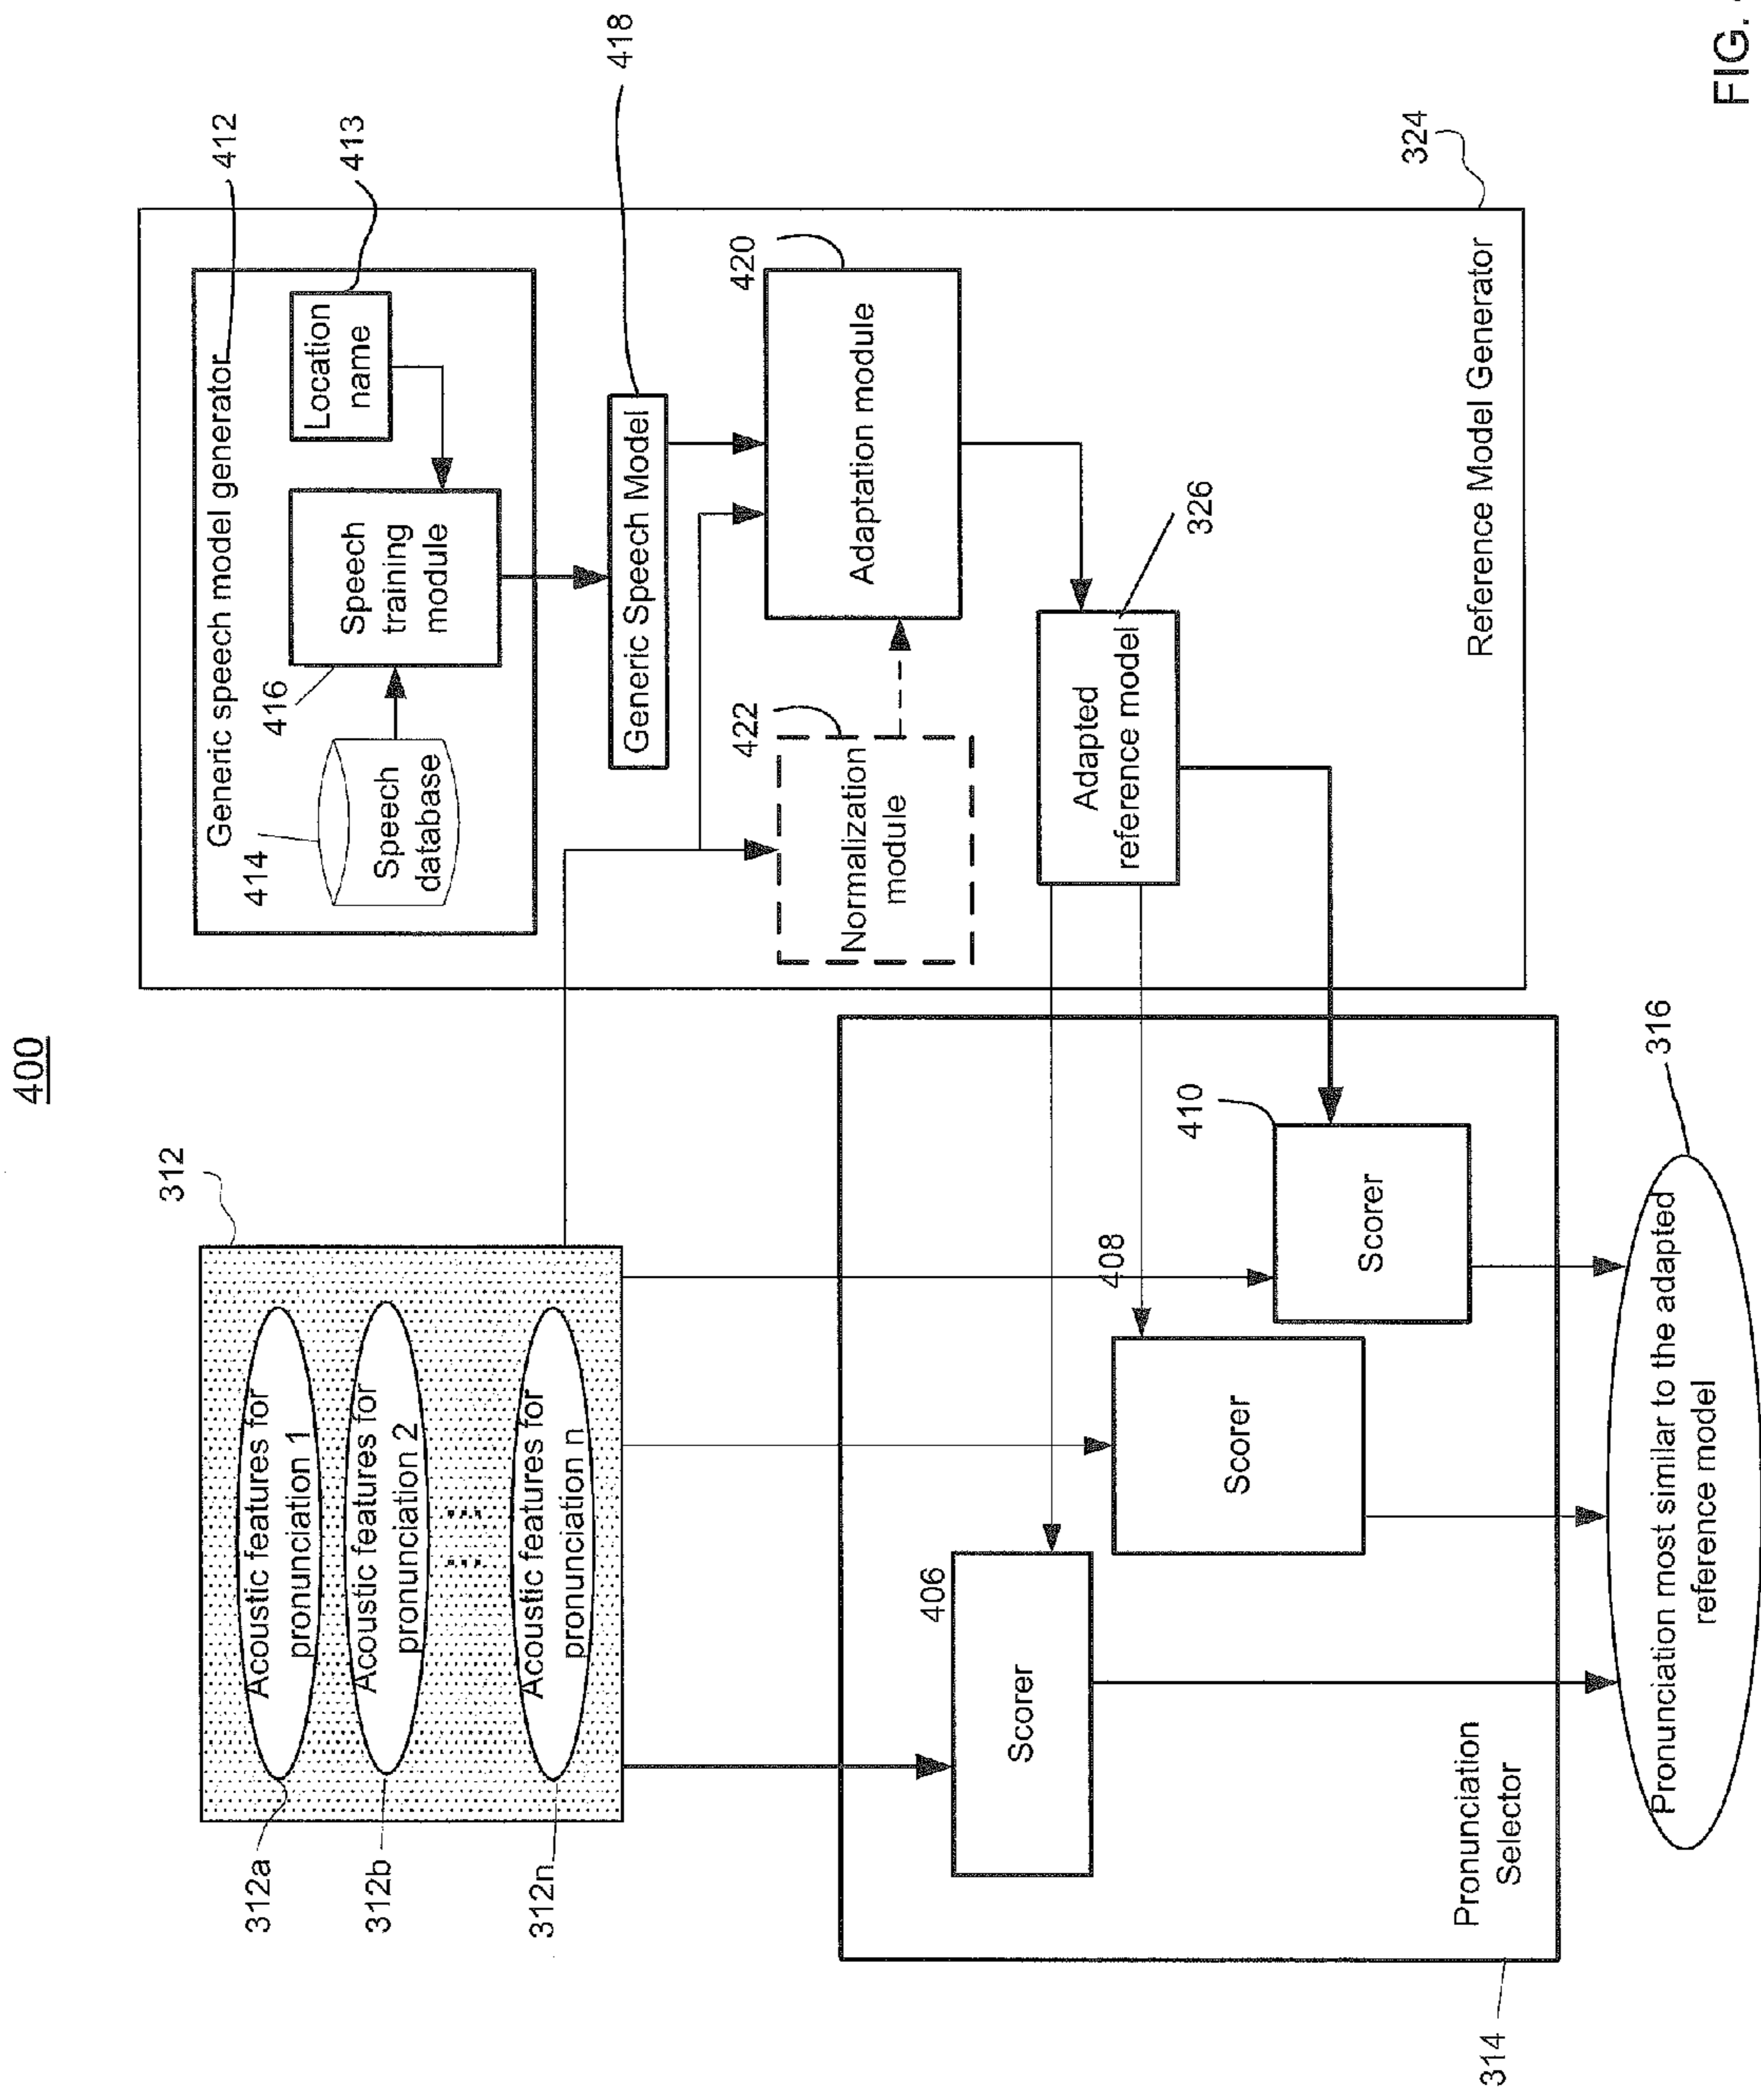 400
312
Acoustic features for
pronunciation 1
Acoustic features for
pronunciation 2
...
...
Acoustic features for
pronunciation n
312a
312b
312n
Generic speech model generator
412
413
Location
name
Speech
training
module
416
414
Speech
database
418
Generic Speech Model
420
Adaptation module
422
Normalization
module
Adapted
reference model
326
Reference Model Generator
324
406
Scorer
408
Scorer
410
Scorer
Pronunciation
Selector
314
Pronunciation most similar to the adapted
reference model
316
FIG.